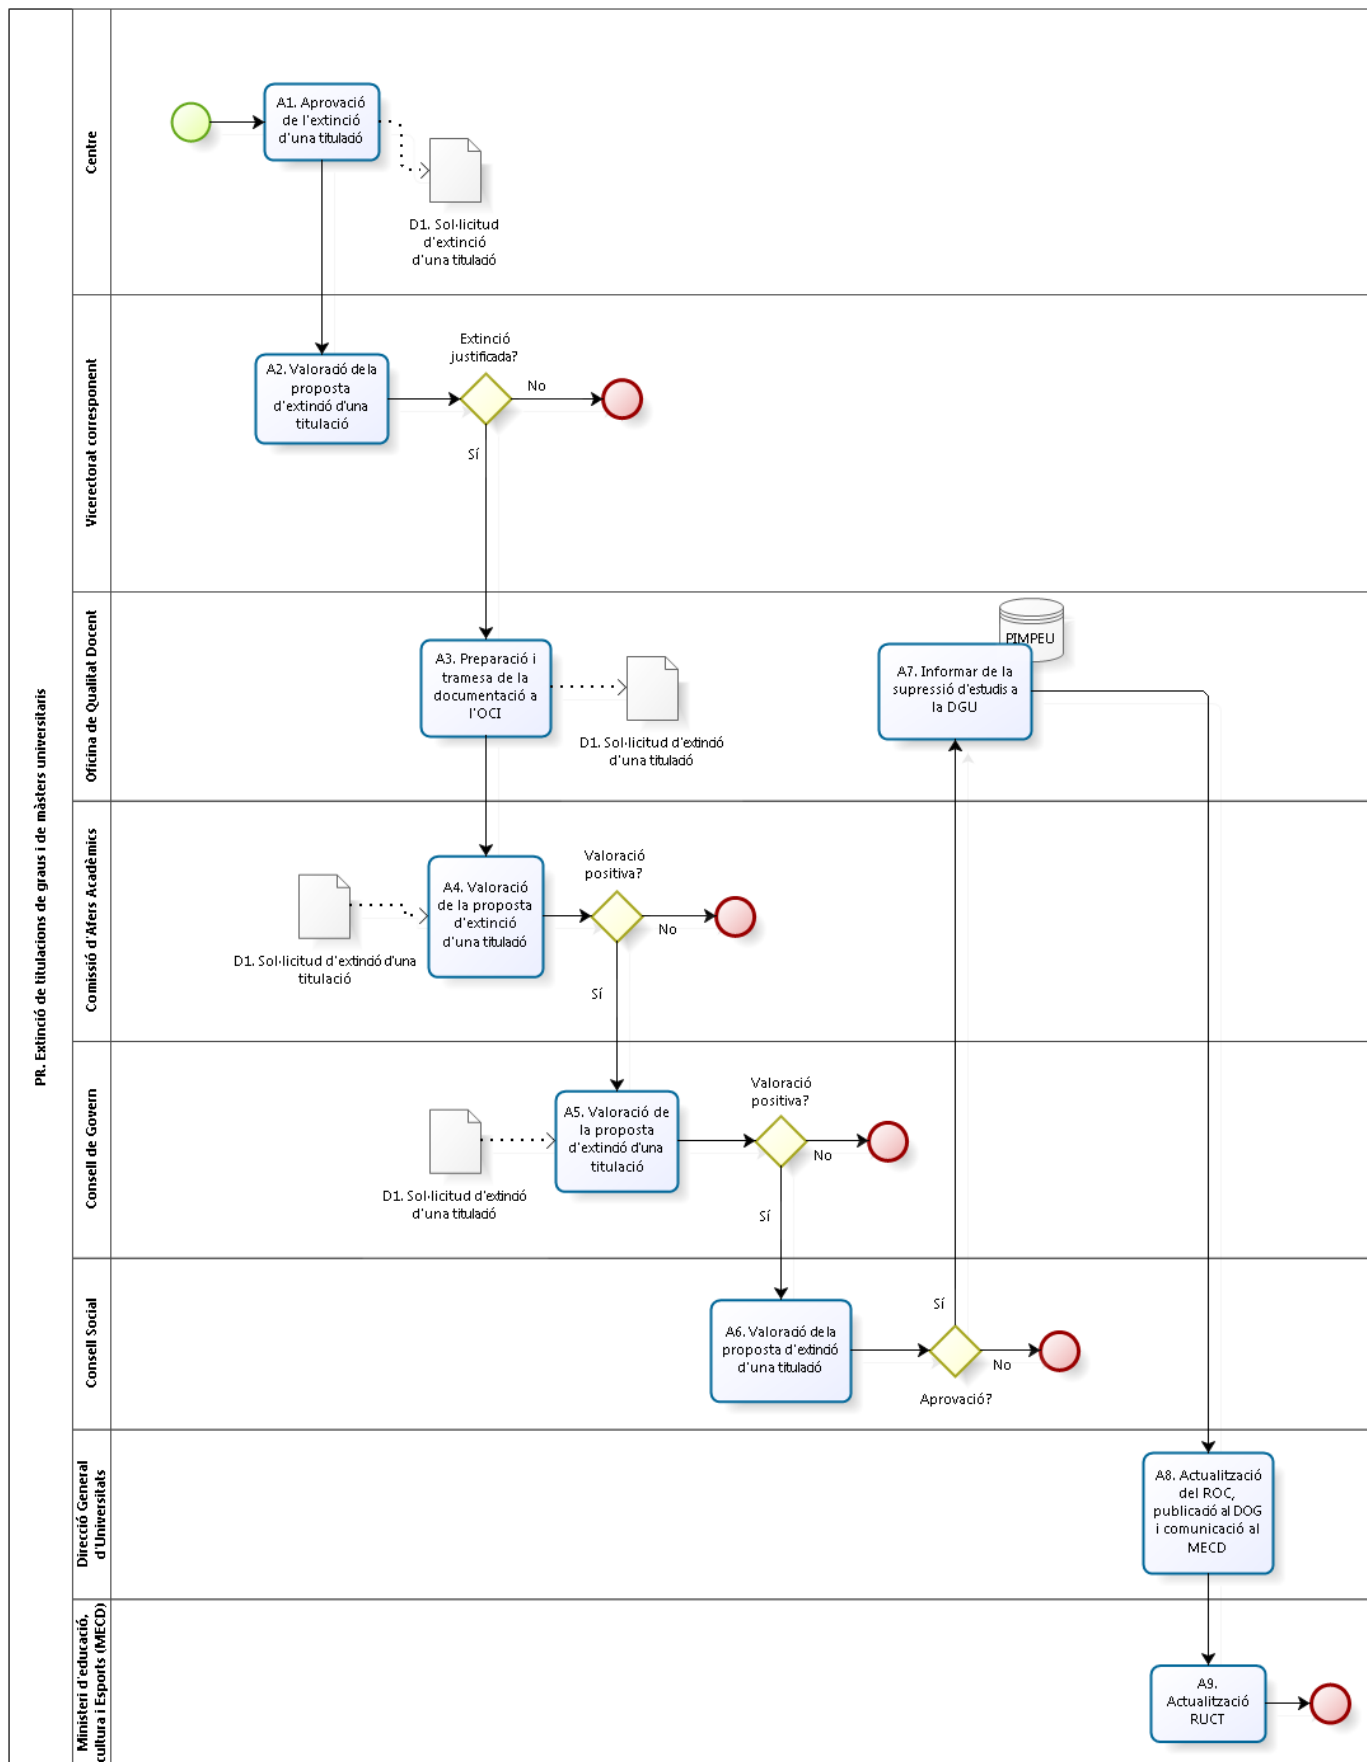 PR. Extinció de titulacions de graus i de màsters universitaris
Centre
A1. Aprovació
de l'extinció
d'una titulació
D1. Sol·licitud
d'extinció
d'una titulació
Vicerectorat corresponent
A2. Valoració de la
proposta
d'extinció d'una
titulació
Extinció
justificada?
No
Sí
Oficina de Qualitat Docent
A3. Preparació i
tramesa de la
documentació a
l'OCI
D1. Sol·licitud d'extinció
d'una titulació
PIMPEU
A7. Informar de la
supressió d'estudis a
la DGU
Comissió d'Afers Acadèmics
D1. Sol·licitud d'extinció d'una
titulació
A4. Valoració
de la proposta
d'extinció
d'una titulació
Valoració
positiva?
No
Sí
Consell de Govern
D1. Sol·licitud d'extinció
d'una titulació
A5. Valoració de
la proposta
d'extinció d'una
titulació
Valoració
positiva?
No
Sí
Consell Social
A6. Valoració de la
proposta d'extinció
d'una titulació
Sí
No
Aprovació?
Direcció General
d'Universitats
A8. Actualització
del ROC,
publicació al DOG
i comunicació al
MECD
Ministeri d'educació,
cultura i Esports (MECD)
A9.
Actualització
RUCT